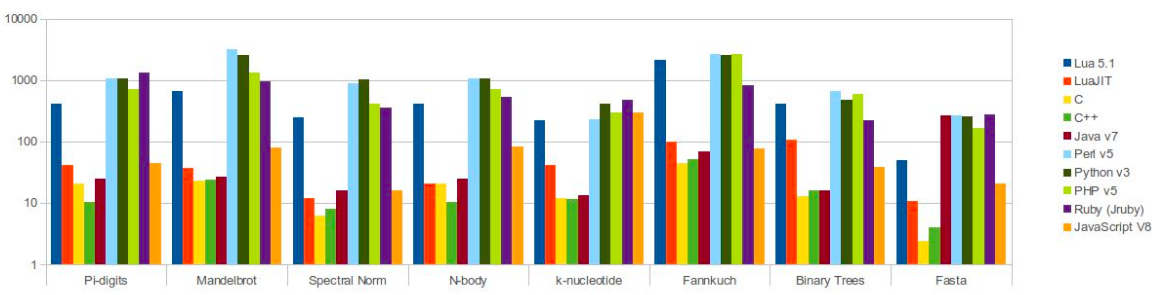 10000
1000
100
10
1
Pi-digits Mandelbrot Spectral Norm N-body k-nucleotide Fannkuch Binary Trees Fasta
Lua 5.1
LuaJIT
C
C++
Java v7
Perl v5
Python v3
PHP v5
Ruby (Jruby)
JavaScript V8